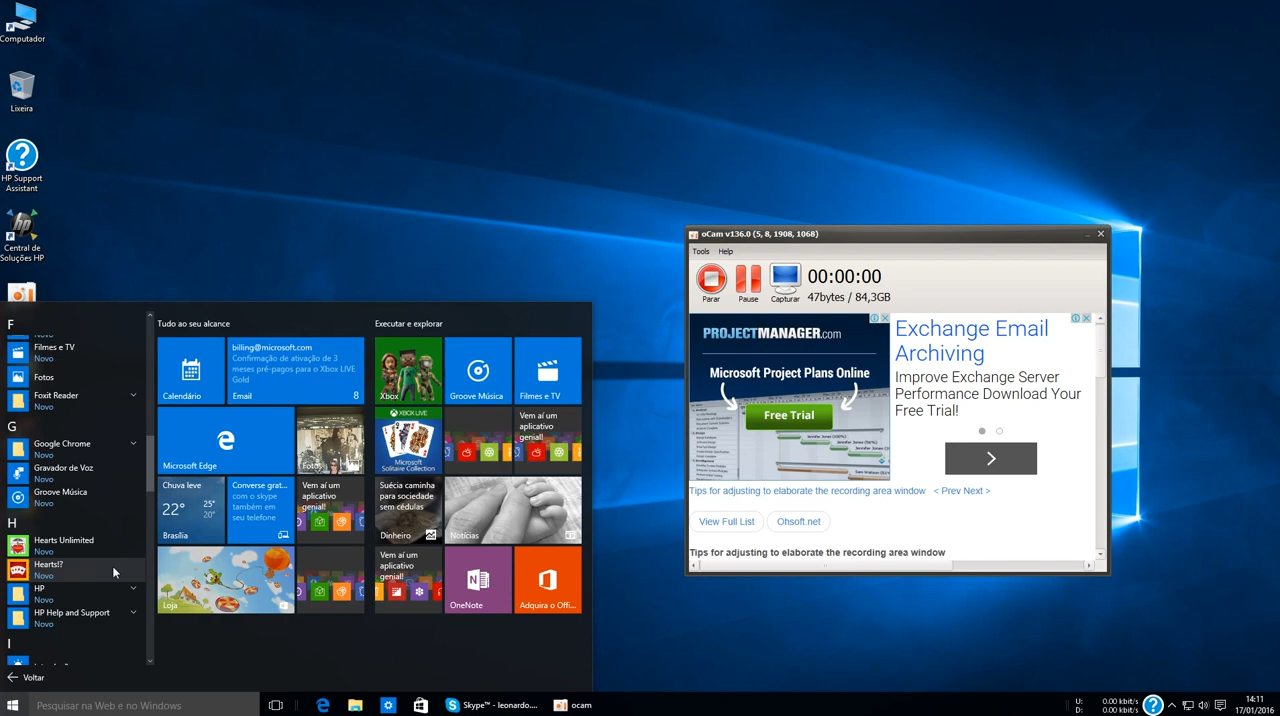 Computador
Lixeira
HP Support
Assistant
hp
Central de
Soluções HP
oCam v136.0 (5, 8, 1908, 1068)
Tools Help
00:00:00
47bytes / 84,3GB
Parar Pause Capturar
PROJECTMANAGER.com
Microsoft Project Plans Online
Free Trial
Exchange Email
Archiving
Improve Exchange Server
Performance Download Your
Free Trial!
Tips for adjusting to elaborate the recording area window < Prev Next >
View Full List Ohsoft.net
Tips for adjusting to elaborate the recording area window
F
Filmes e TV
Novo
Fotos
Foxit Reader
Novo
G
Google Chrome
Novo
Gravador de Voz
Novo
Groove Música
Novo
H
Hearts Unlimited
Novo
Hearts!?
Novo
HP
Novo
HP Help and Support
Novo
I
Voltar
Tudo ao seu alcance
Calendário
billing@microsoft.com
Confirmação de ativação de 3
meses pré-pagos para o Xbox LIVE
Gold
Email 8
Microsoft Edge
Fotos
Chuva leve
22° 25°
20°
Brasília
Converse grat...
com o skype
também em
seu telefone
Vem aí um
aplicativo
genial!
Loja
Executar e explorar
Xbox
Groove Música
Filmes e TV
XBOX LIVE
Microsoft
Solitaire Collection
Vem aí um
aplicativo
genial!
Suécia caminha
para sociedade
sem cédulas
Dinheiro
Notícias
Vem aí um
aplicativo
genial!
OneNote
Adquira o Offi...
Pesquisar na Web e no Windows
Skype™ - leonardo....
ocam
U: 0.00 kbit/s
D: 0.00 kbit/s
14:11
17/01/2016